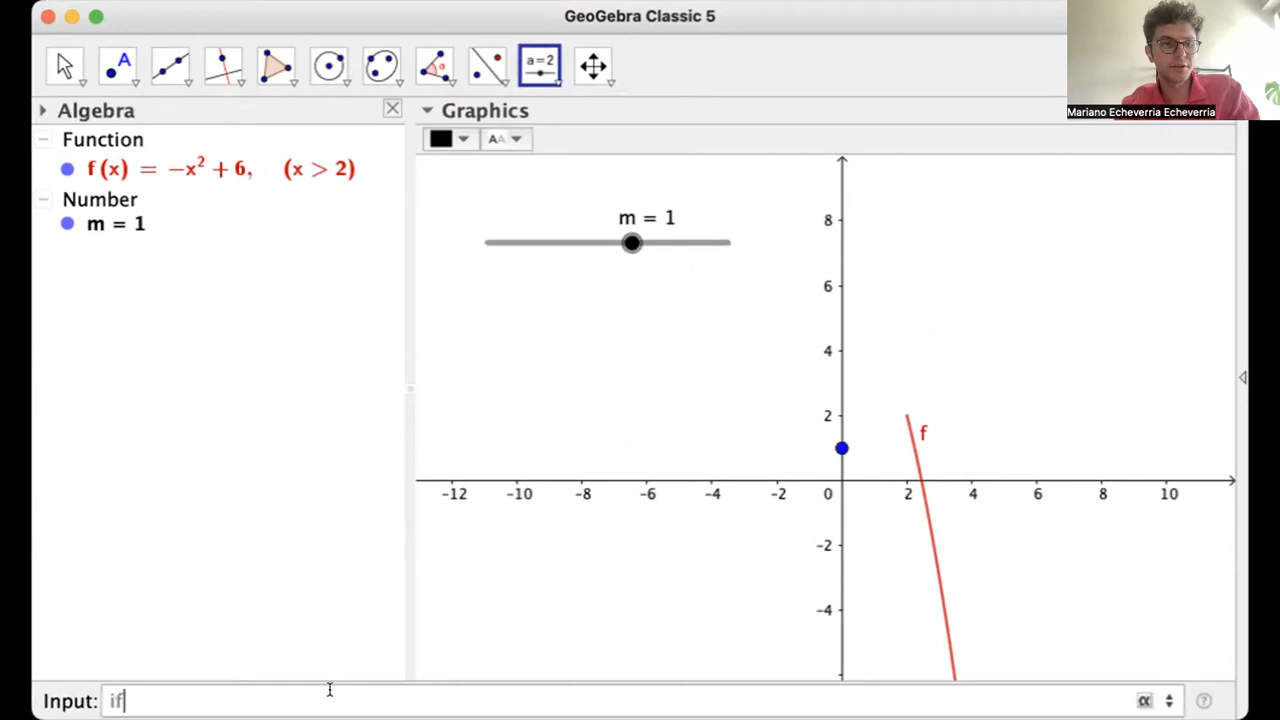 GeoGebra Classic 5
A
α
a=2
Mariano Echeverria Echeverria
Algebra
Graphics
AA
Function
f(x) = −x² + 6, (x > 2)
Number
m = 1
m = 1
8
6
4
2
f
-12 -10 -8 -6 -4 -2 0 2 4 6 8 10
-2
-4
Input: if
α
?